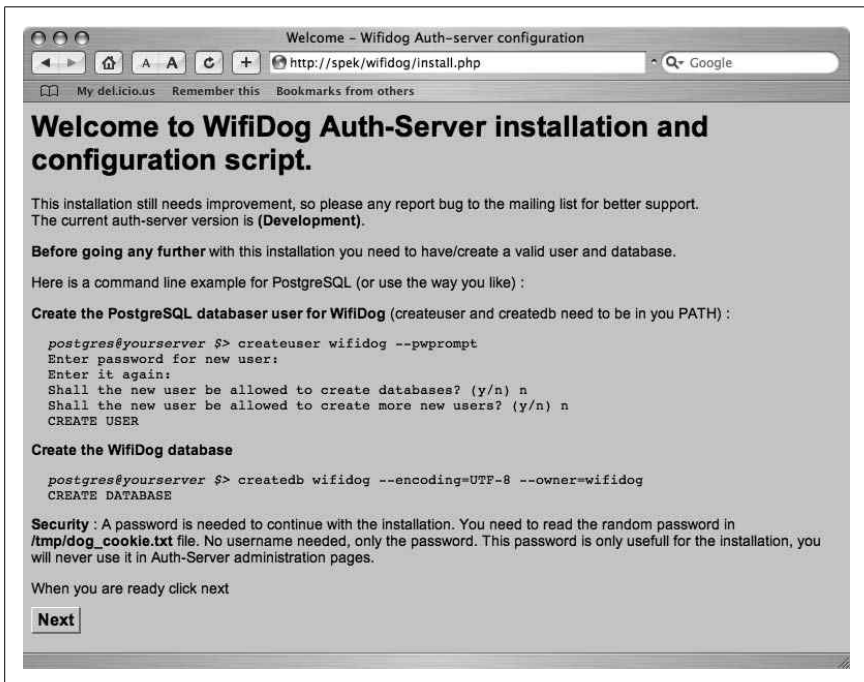 Welcome – Wifidog Auth-server configuration
A A http://spek/wifidog/install.php Google
My del.icio.us Remember this Bookmarks from others
Welcome to WifiDog Auth-Server installation and
configuration script.
This installation still needs improvement, so please any report bug to the mailing list for better support.
The current auth-server version is (Development).
Before going any further with this installation you need to have/create a valid user and database.
Here is a command line example for PostgreSQL (or use the way you like) :
Create the PostgreSQL databaser user for WifiDog (createuser and createdb need to be in you PATH) :
postgres@yourserver $> createuser wifidog --pwprompt
Enter password for new user:
Enter it again:
Shall the new user be allowed to create databases? (y/n) n
Shall the new user be allowed to create more new users? (y/n) n
CREATE USER
Create the WifiDog database
postgres@yourserver $> createdb wifidog --encoding=UTF-8 --owner=wifidog
CREATE DATABASE
Security : A password is needed to continue with the installation. You need to read the random password in
/tmp/dog_cookie.txt file. No username needed, only the password. This password is only usefull for the installation, you
will never use it in Auth-Server administration pages.
When you are ready click next
Next